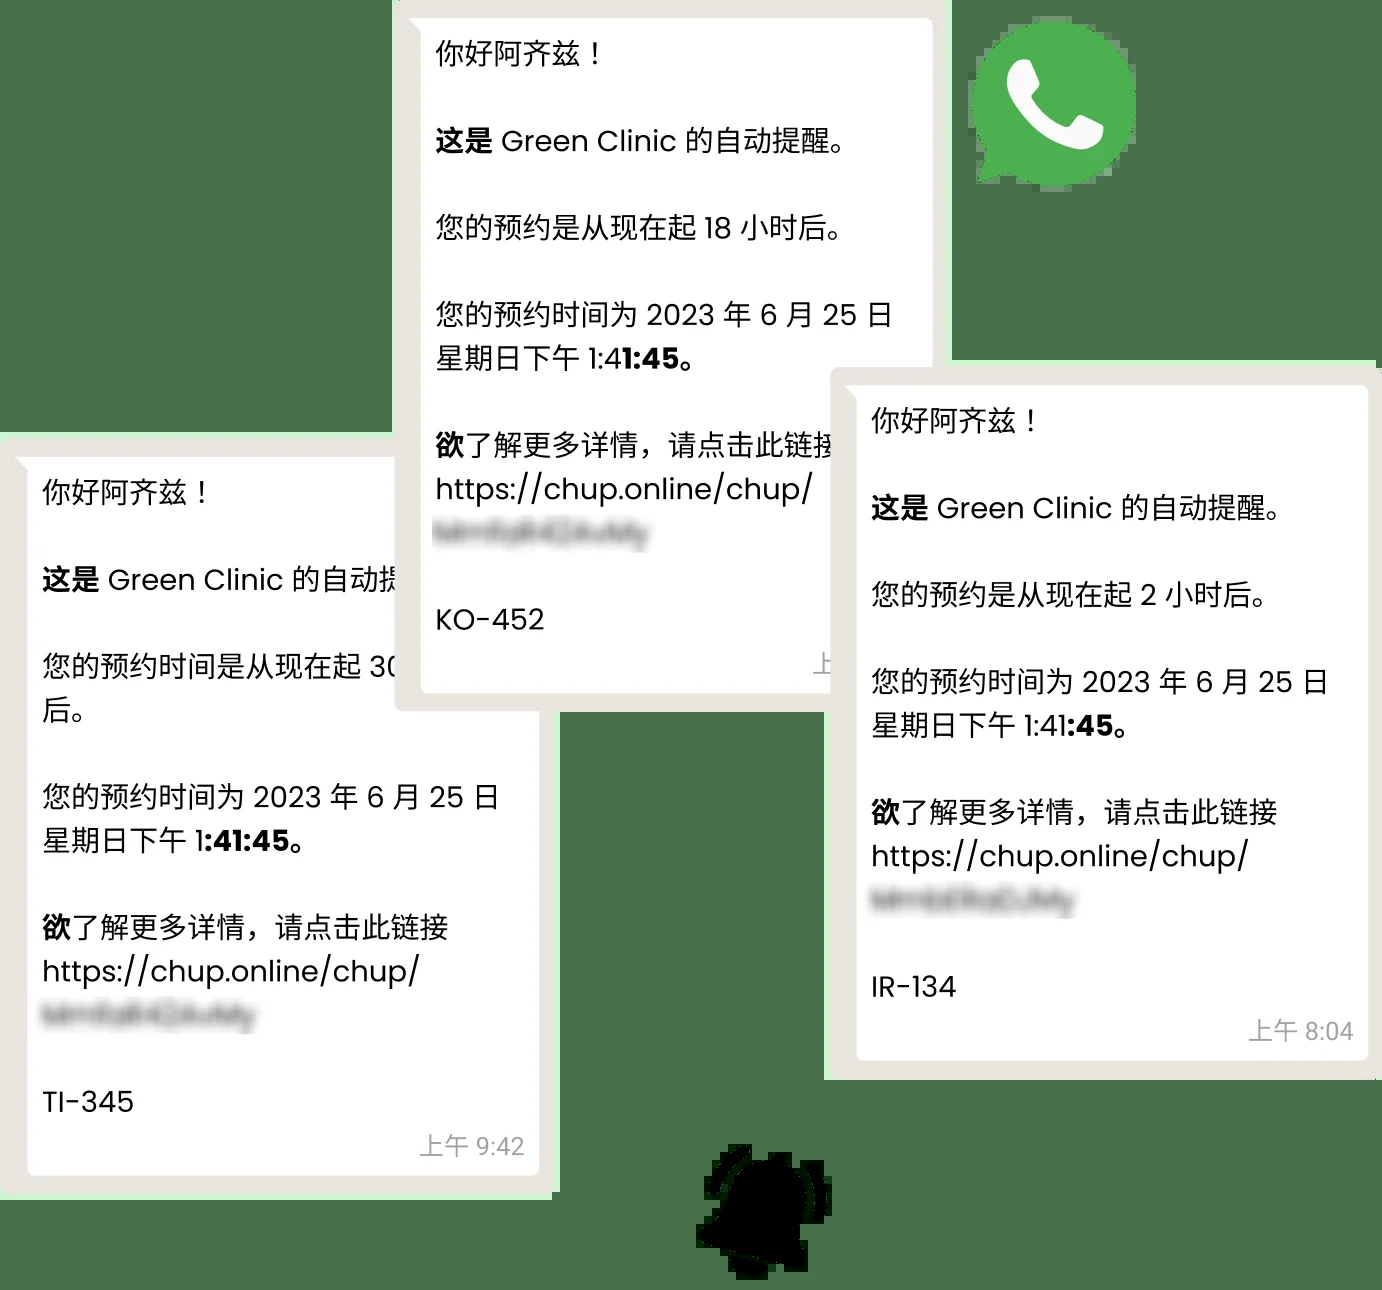 你好阿齐兹！
这是 Green Clinic 的自动提醒。
您的预约是从现在起 18 小时后。
您的预约时间为 2023 年 6 月 25 日
星期日下午 1:41:45。
欲了解更多详情，请点击此链接
https://chup.online/chup/
KO-452
上
你好阿齐兹！
这是 Green Clinic 的自动提
您的预约时间是从现在起 30
后。
您的预约时间为 2023 年 6 月 25 日
星期日下午 1:41:45。
欲了解更多详情，请点击此链接
https://chup.online/chup/
TI-345
上午 9:42
你好阿齐兹！
这是 Green Clinic 的自动提醒。
您的预约是从现在起 2 小时后。
您的预约时间为 2023 年 6 月 25 日
星期日下午 1:41:45。
欲了解更多详情，请点击此链接
https://chup.online/chup/
IR-134
上午 8:04